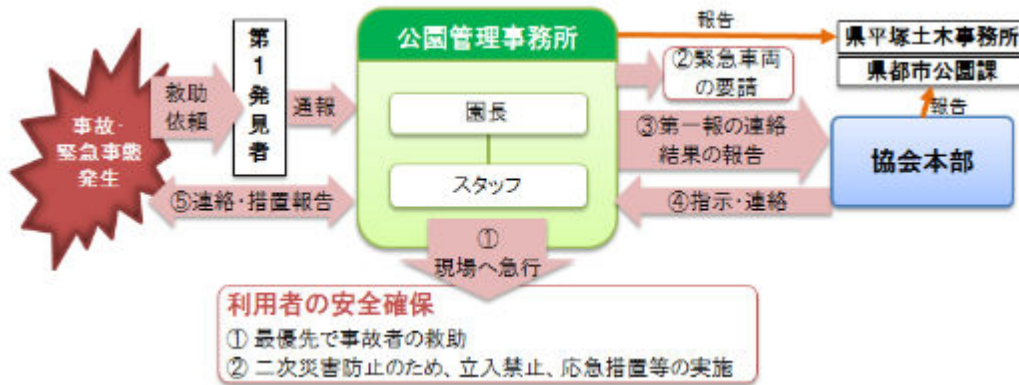 事故・
緊急事態
発生
救助
依頼
第1発見者
通報
公園管理事務所
園長
スタッフ
報告
県平塚土木事務所
県都市公園課
②緊急車両
の要請
③第一報の連絡
結果の報告
報告
協会本部
④指示・連絡
⑤連絡・措置報告
①
現場へ急行
利用者の安全確保
① 最優先で事故者の救助
② 二次災害防止のため、立入禁止、応急措置等の実施